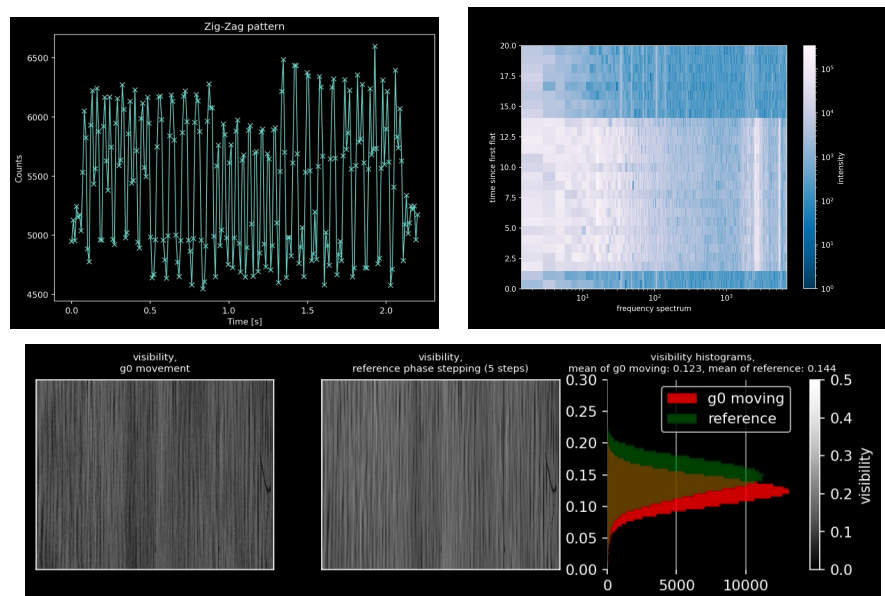 Zig-Zag pattern
6500
6000
5500
5000
4500
Counts
0.0 0.5 1.0 1.5 2.0
Time [s]
20.0
17.5
15.0
12.5
10.0
7.5
5.0
2.5
0.0
time since first flat
10¹ 10² 10³
frequency spectrum
10⁵
10⁴
10³
10²
10¹
10⁰
intensity
visibility,
g0 movement
visibility,
reference phase stepping (5 steps)
visibility histograms,
mean of g0 moving: 0.123, mean of reference: 0.144
g0 moving
reference
0.30
0.25
0.20
0.15
0.10
0.05
0.00
0 5000 10000
0.5
0.4
0.3
0.2
0.1
0.0
visibility